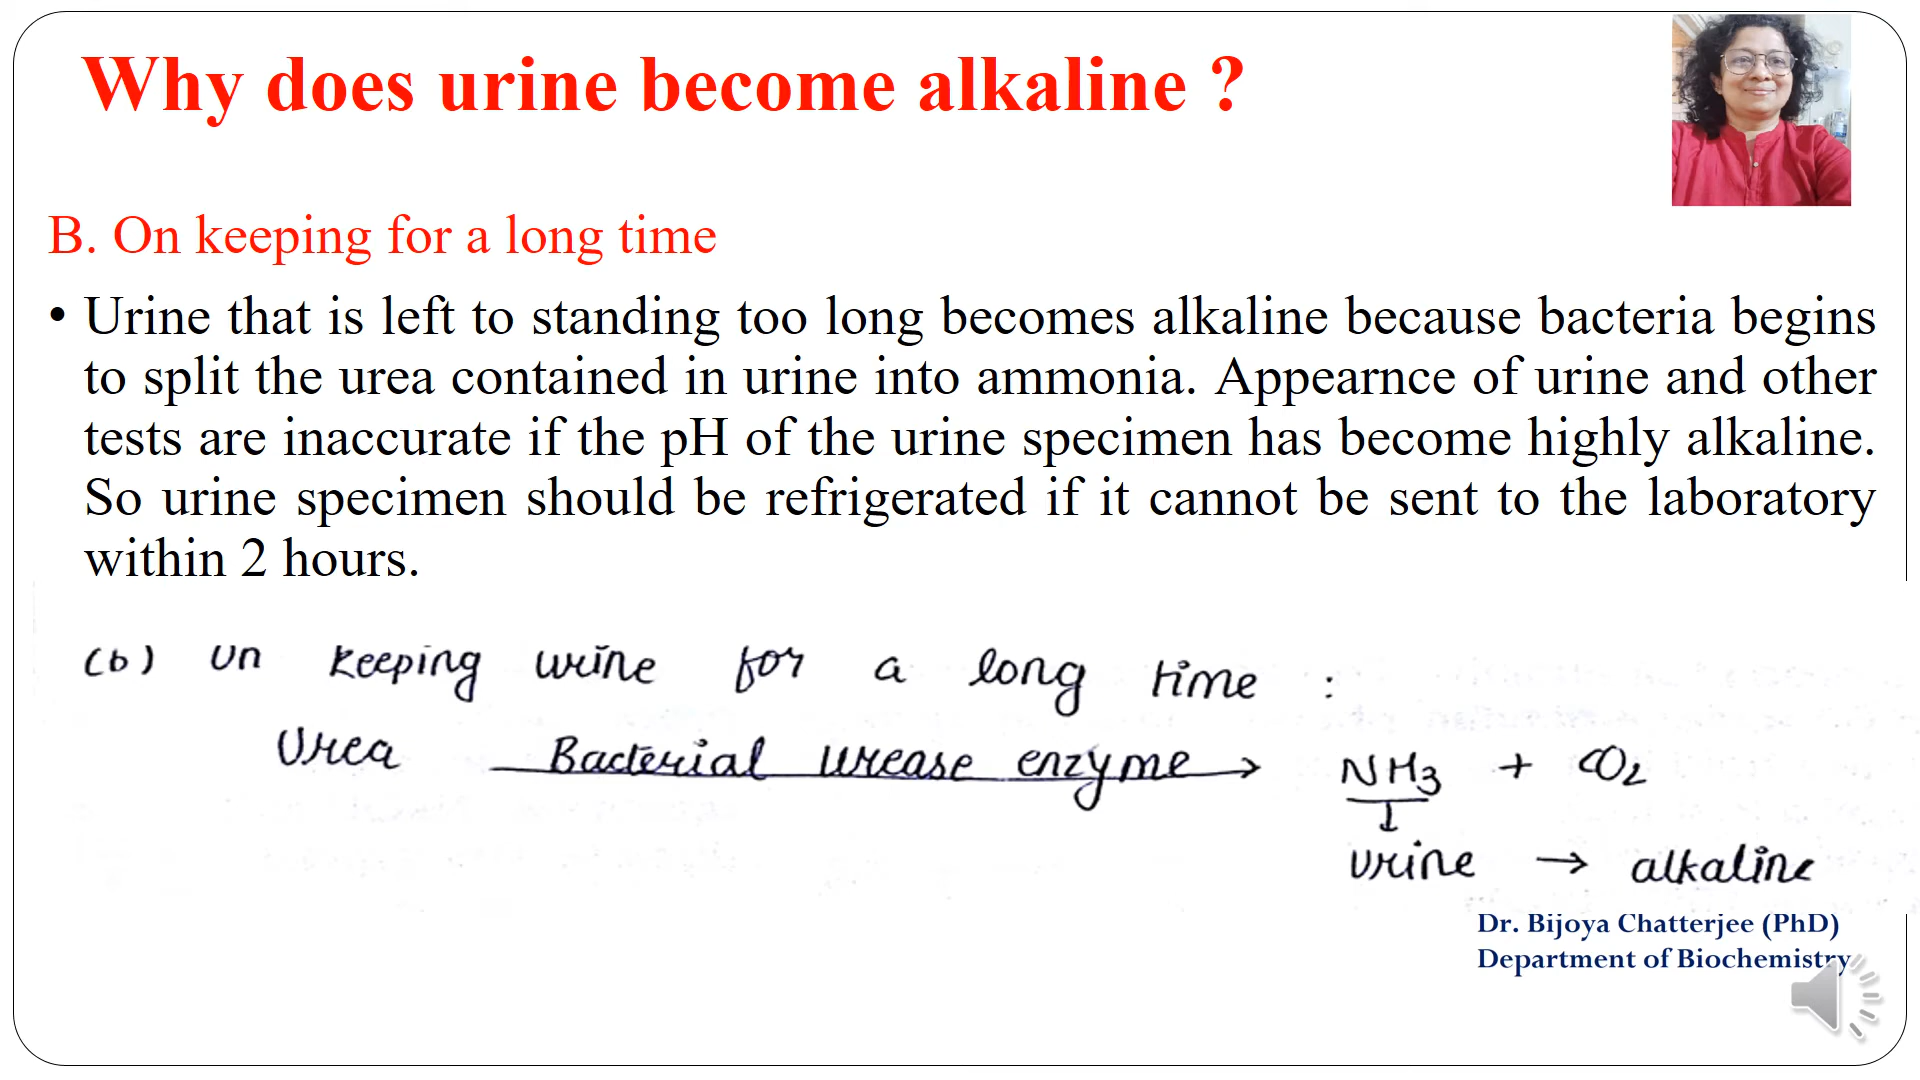 Why does urine become alkaline ?
B. On keeping for a long time
• Urine that is left to standing too long becomes alkaline because bacteria begins
to split the urea contained in urine into ammonia. Appearnce of urine and other
tests are inaccurate if the pH of the urine specimen has become highly alkaline.
So urine specimen should be refrigerated if it cannot be sent to the laboratory
within 2 hours.
(b) On keeping urine for a long time :
Urea Bacterial urease enzyme → NH3 + CO2
↓
urine → alkaline
Dr. Bijoya Chatterjee (PhD)
Department of Biochemistry